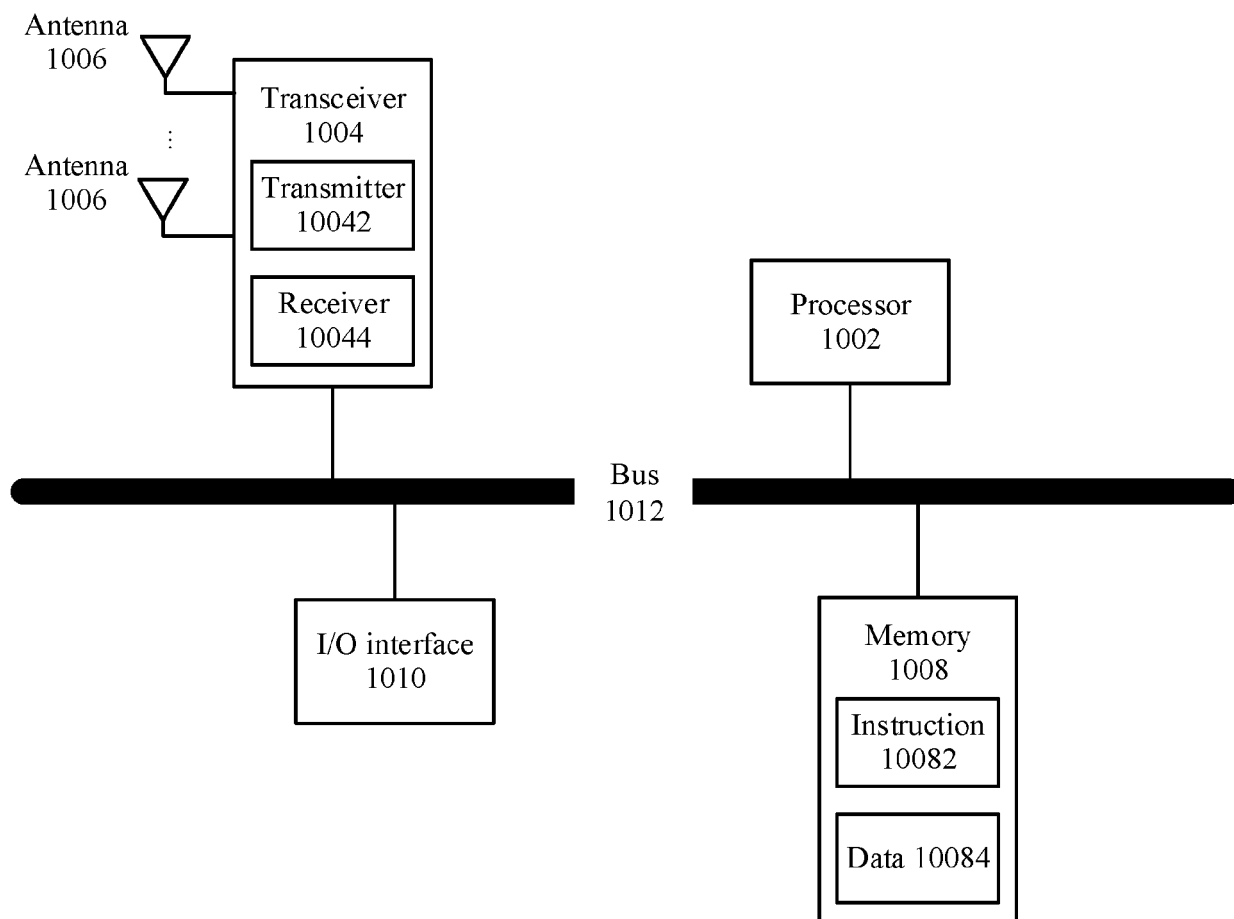 Antenna
1006
Transceiver
1004
Antenna
1006
Transmitter
10042
Receiver
10044
Processor
1002
Bus
1012
I/O interface
1010
Memory
1008
Instruction
10082
Data 10084